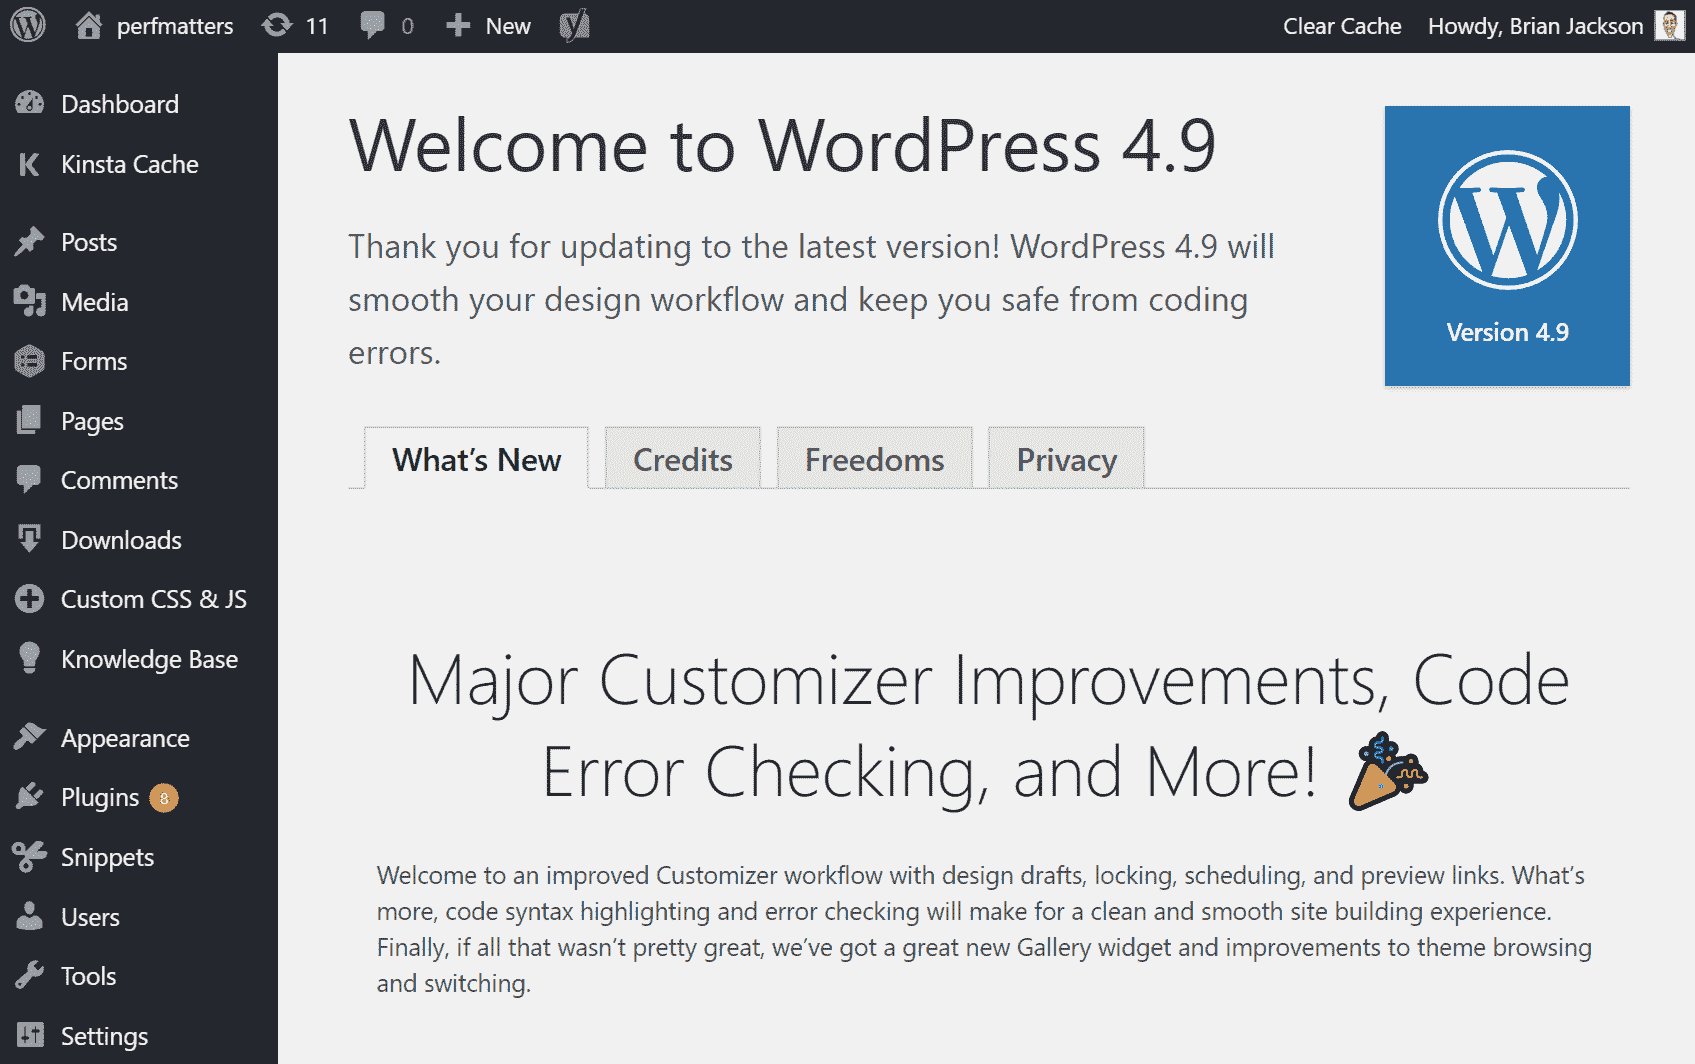 perfmatters 11 0 New Clear Cache Howdy, Brian Jackson
Dashboard
Kinsta Cache
Posts
Media
Forms
Pages
Comments
Downloads
Custom CSS & JS
Knowledge Base
Appearance
Plugins 8
Snippets
Users
Tools
Settings
Welcome to WordPress 4.9
Thank you for updating to the latest version! WordPress 4.9 will
smooth your design workflow and keep you safe from coding
errors.
Version 4.9
What’s New Credits Freedoms Privacy
Major Customizer Improvements, Code
Error Checking, and More!
Welcome to an improved Customizer workflow with design drafts, locking, scheduling, and preview links. What’s
more, code syntax highlighting and error checking will make for a clean and smooth site building experience.
Finally, if all that wasn’t pretty great, we’ve got a great new Gallery widget and improvements to theme browsing
and switching.